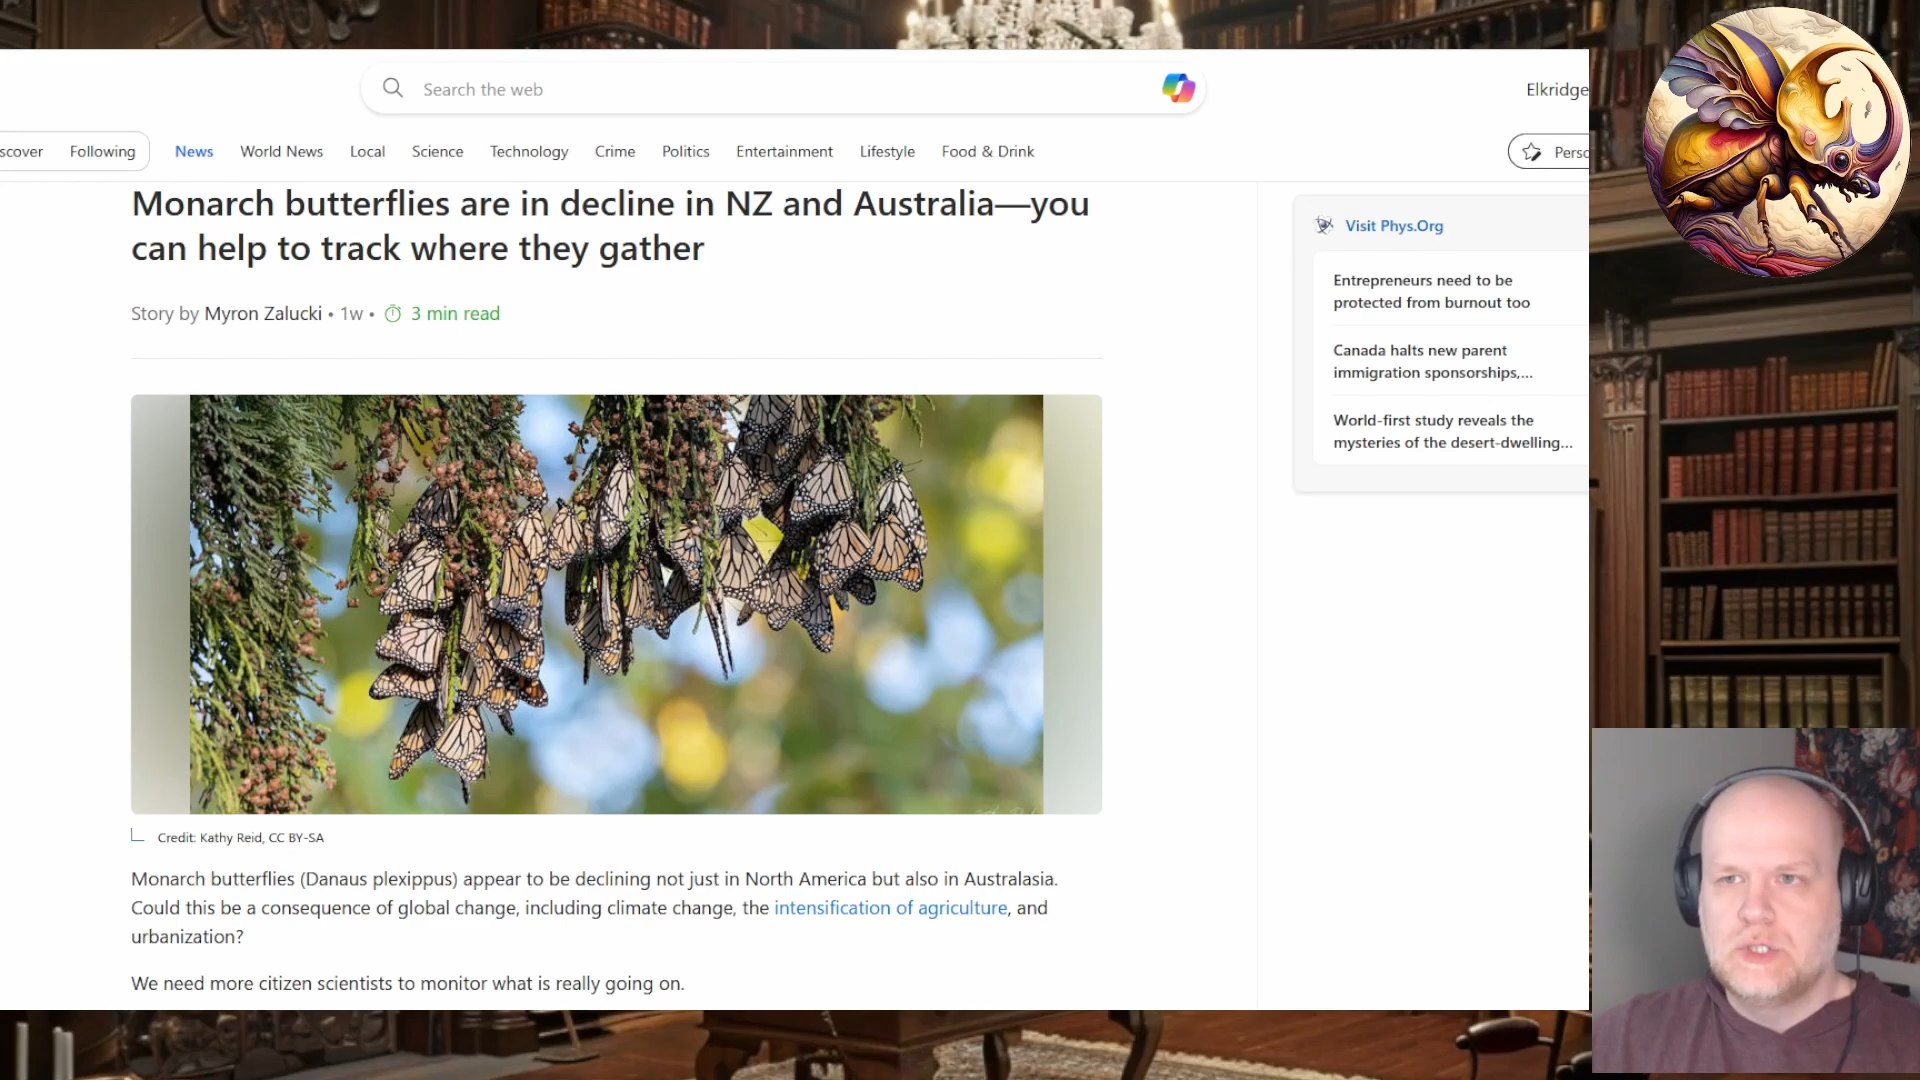 Search the web
Elkridge
scover Following News World News Local Science Technology Crime Politics Entertainment Lifestyle Food & Drink
Perso
Monarch butterflies are in decline in NZ and Australia—you
can help to track where they gather
Story by Myron Zalucki • 1w • 3 min read
Credit: Kathy Reid, CC BY-SA
Monarch butterflies (Danaus plexippus) appear to be declining not just in North America but also in Australasia.
Could this be a consequence of global change, including climate change, the intensification of agriculture, and
urbanization?
We need more citizen scientists to monitor what is really going on.
Visit Phys.Org
Entrepreneurs need to be
protected from burnout too
Canada halts new parent
immigration sponsorships,...
World-first study reveals the
mysteries of the desert-dwelling...